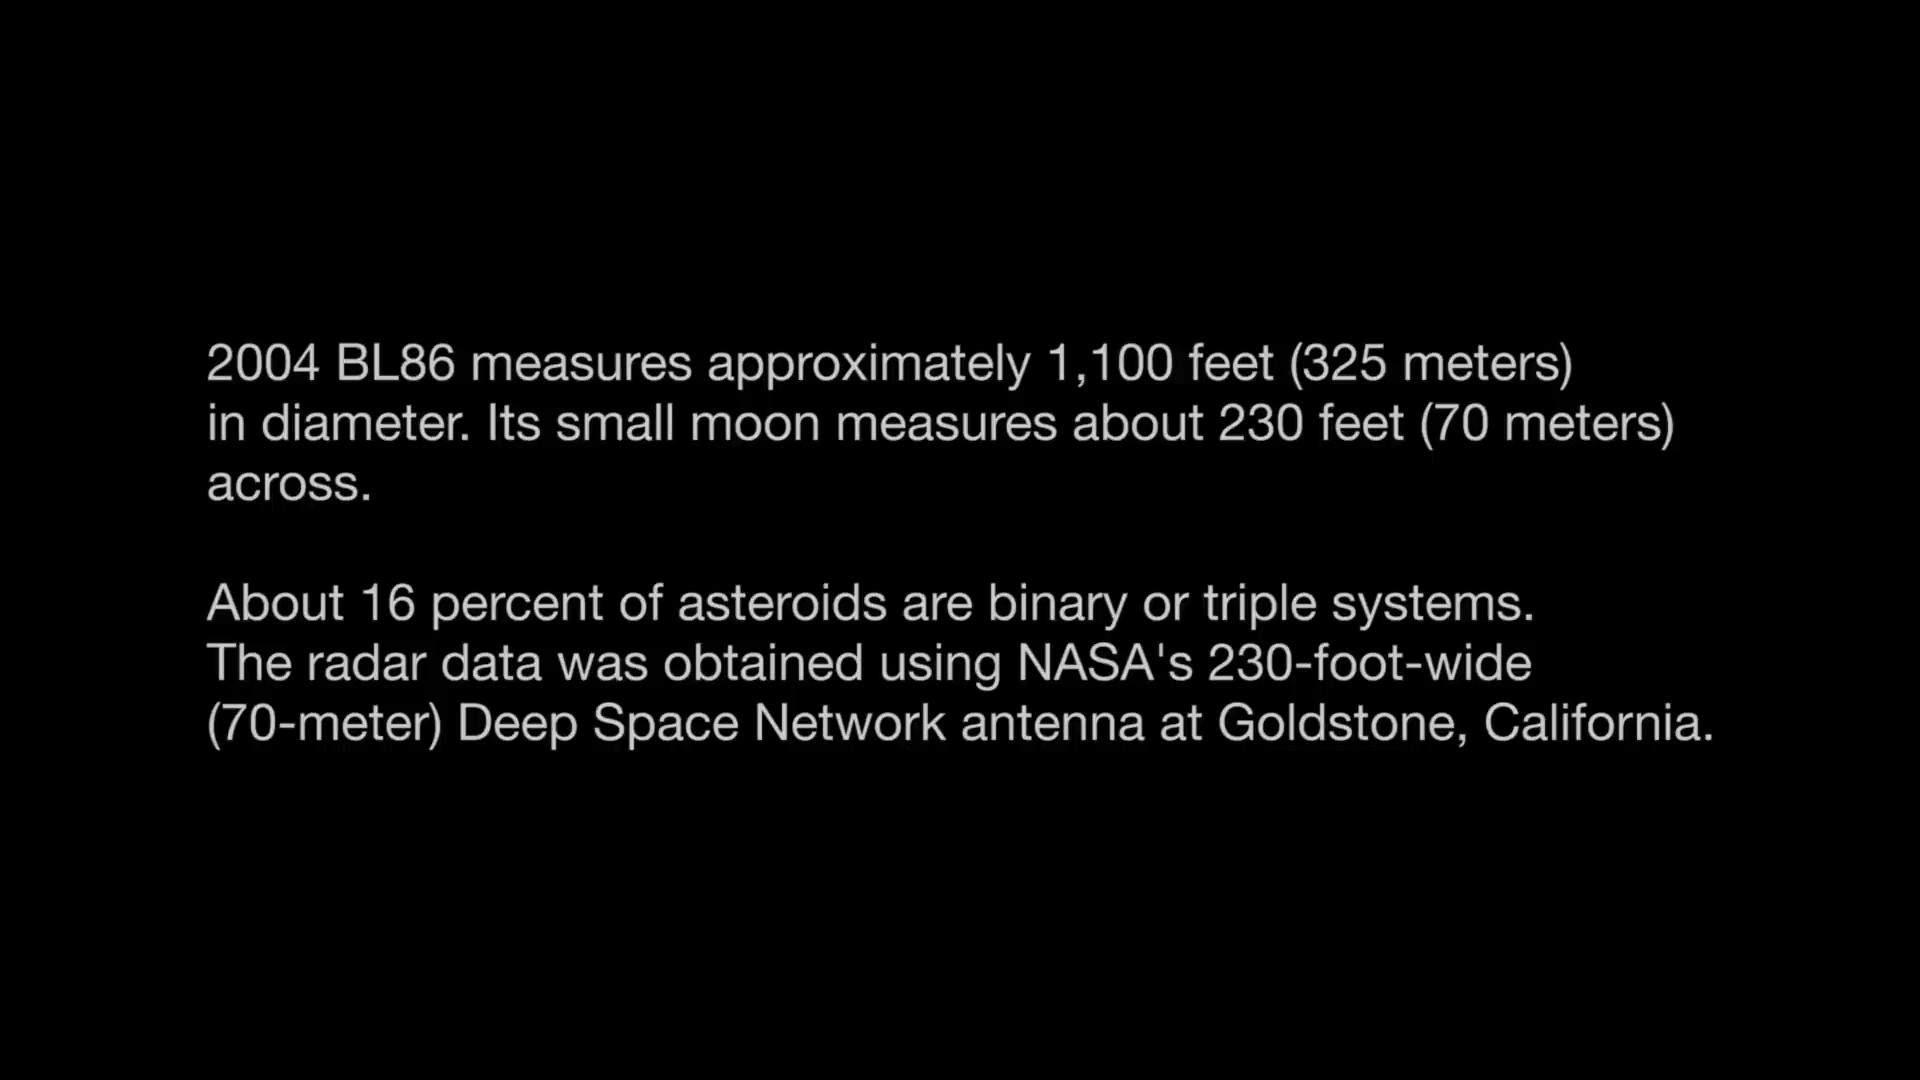 2004 BL86 measures approximately 1,100 feet (325 meters)
in diameter. Its small moon measures about 230 feet (70 meters)
across.
About 16 percent of asteroids are binary or triple systems.
The radar data was obtained using NASA's 230-foot-wide
(70-meter) Deep Space Network antenna at Goldstone, California.